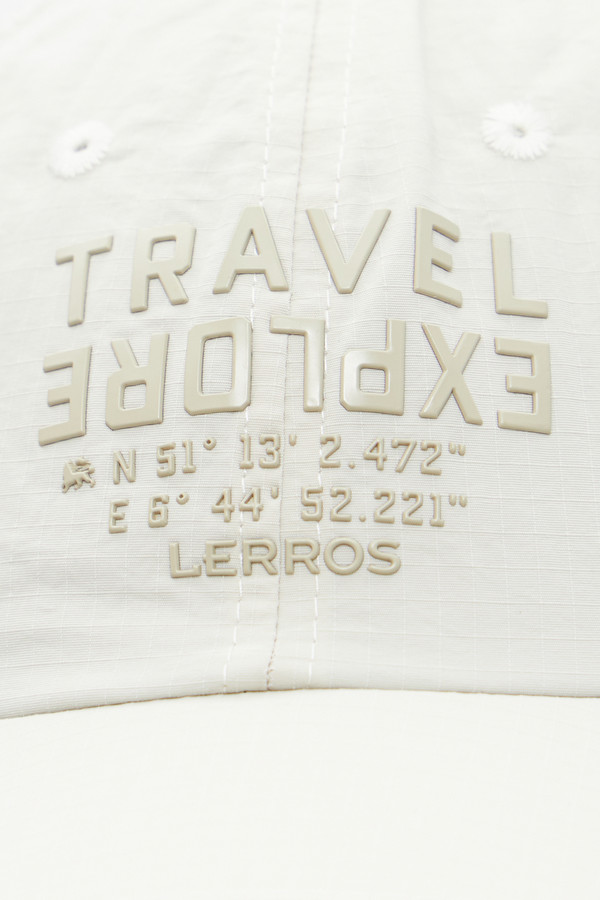 TRAVEL
EXPLORE
N 51° 13' 2.472"
E 6° 44' 52.221"
LERROS